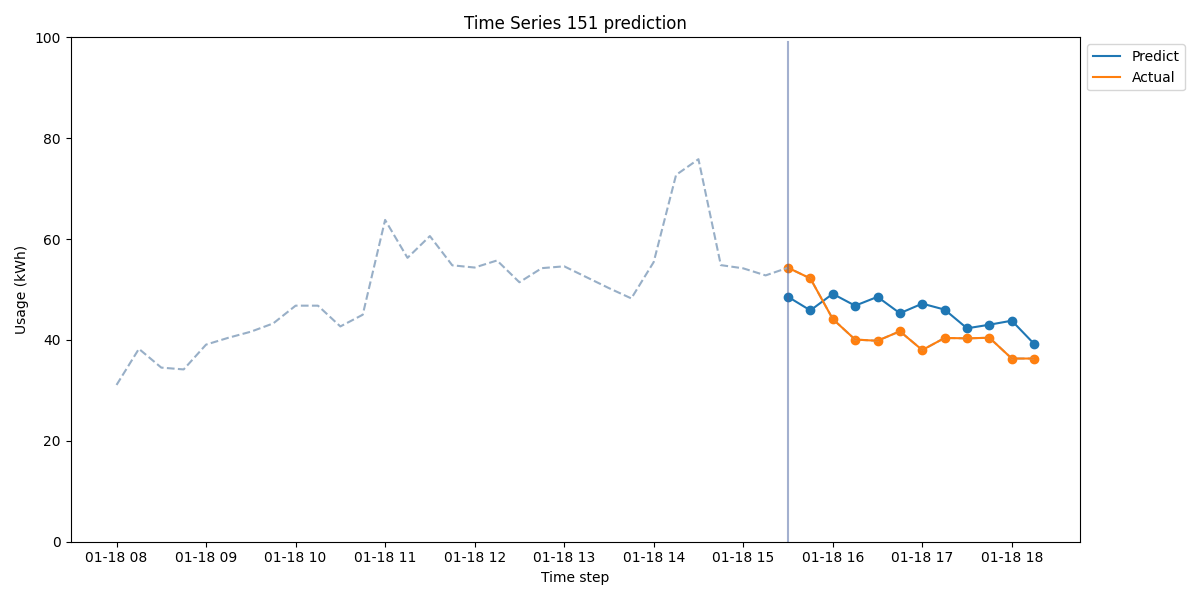 Time Series 151 prediction
100
80
60
40
20
0
Usage (kWh)
01-18 08 01-18 09 01-18 10 01-18 11 01-18 12 01-18 13 01-18 14 01-18 15 01-18 16 01-18 17 01-18 18
Time step
Predict
Actual